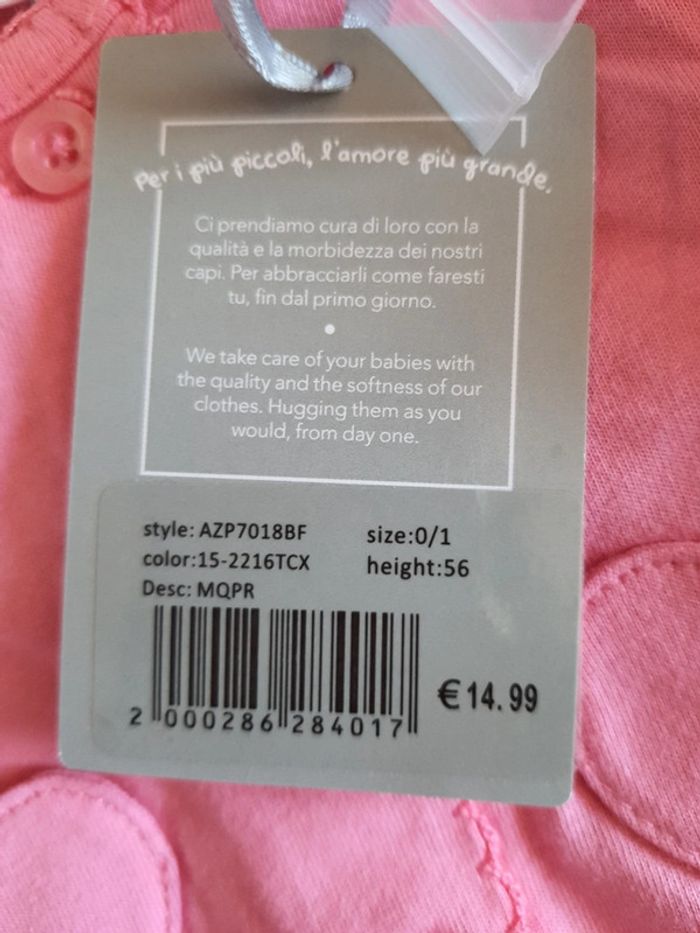 Per i più piccoli, l'amore più grande.
Ci prendiamo cura di loro con la
qualità e la morbidezza dei nostri
capi. Per abbracciarli come faresti
tu, fin dal primo giorno.
We take care of your babies with
the quality and the softness of our
clothes. Hugging them as you
would, from day one.
style: AZP7018BF
size:0/1
color:15-2216TCX
height:56
Desc: MQPR
€14.99
2 000286 284017